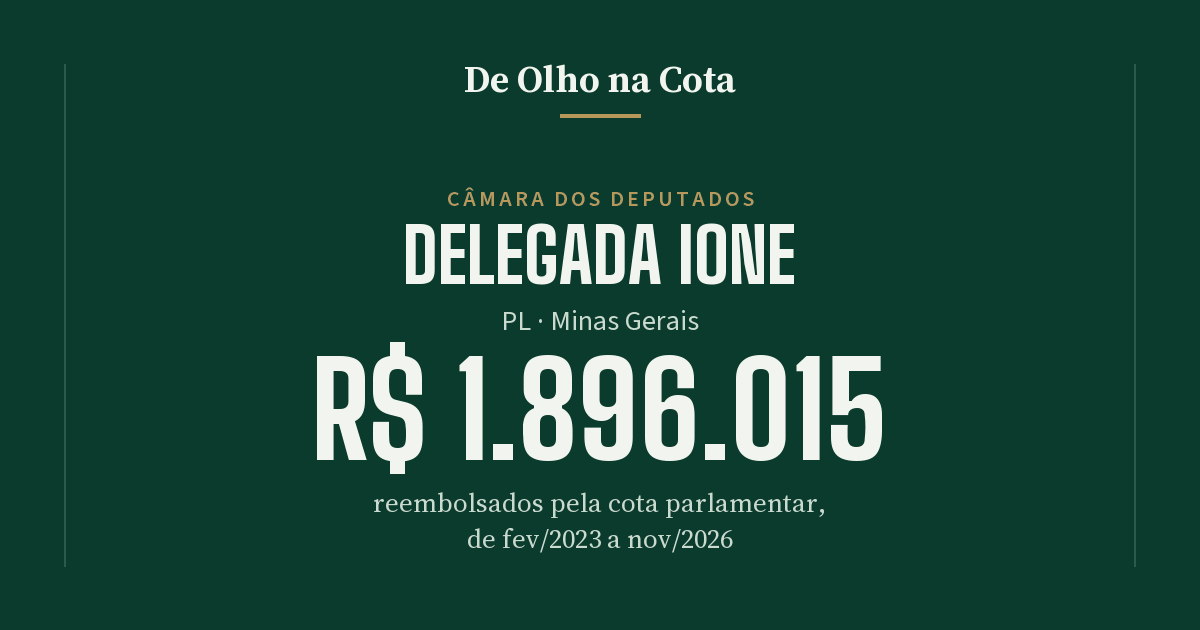 De Olho na Cota
CÂMARA DOS DEPUTADOS
DELEGADA IONE
PL · Minas Gerais
R$ 1.896.015
reembolsados pela cota parlamentar,
de fev/2023 a nov/2026